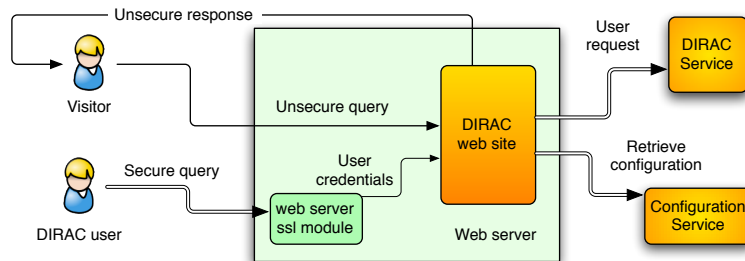 Unsecure response
User
request
DIRAC
Service
Visitor
Unsecure query
DIRAC
web site
Secure query
User
credentials
Retrieve
configuration
web server
ssl module
DIRAC user
Web server
Configuration
Service